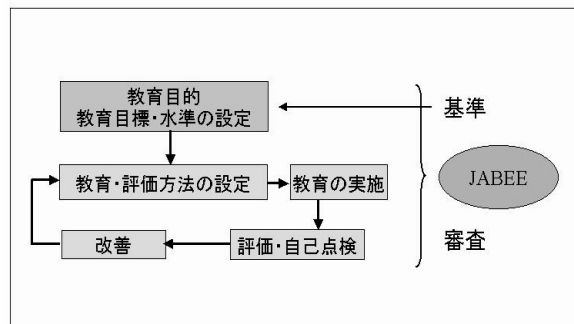 教育目的
教育目標・水準の設定
基準
教育・評価方法の設定
教育の実施
JABEE
改善
評価・自己点検
審査